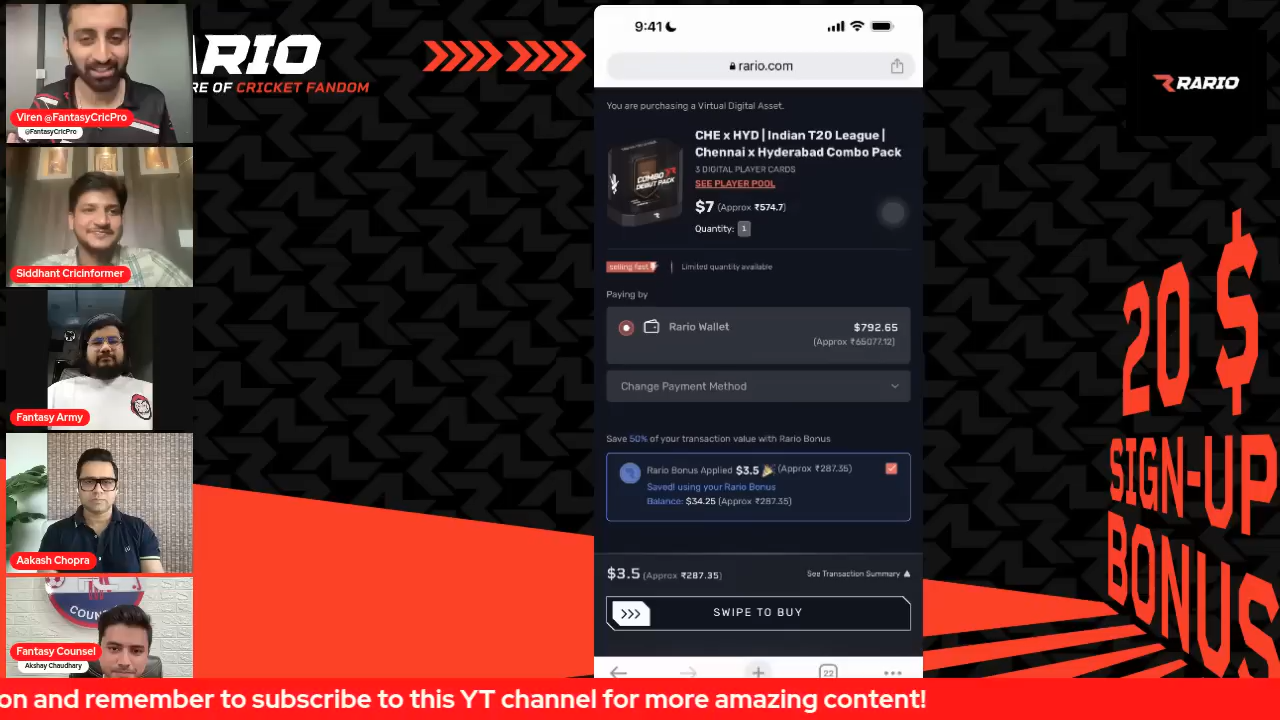 RARIO
RE OF CRICKET FANDOM
Viren @FantasyCricPro
@FantasyCricPro
Siddhant Cricinformer
Fantasy Army
Aakash Chopra
COUN
Fantasy Counsel
Akshay Chaudhary
9:41
rario.com
You are purchasing a Virtual Digital Asset.
COMBO
DEBUT PACK
CHE x HYD | Indian T20 League |
Chennai x Hyderabad Combo Pack
3 DIGITAL PLAYER CARDS
SEE PLAYER POOL
$7 (Approx ₹574.7)
Quantity: 1
selling fast | Limited quantity available
Paying by
Rario Wallet $792.65
(Approx ₹65077.12)
Change Payment Method
Save 50% of your transaction value with Rario Bonus
Rario Bonus Applied $3.5 🎉 (Approx ₹287.35)
Saved! using your Rario Bonus
Balance: $34.25 (Approx ₹287.35)
$3.5 (Approx ₹287.35) See Transaction Summary
SWIPE TO BUY
22
RARIO
20 $
SIGN-UP
BONUS
on and remember to subscribe to this YT channel for more amazing content!